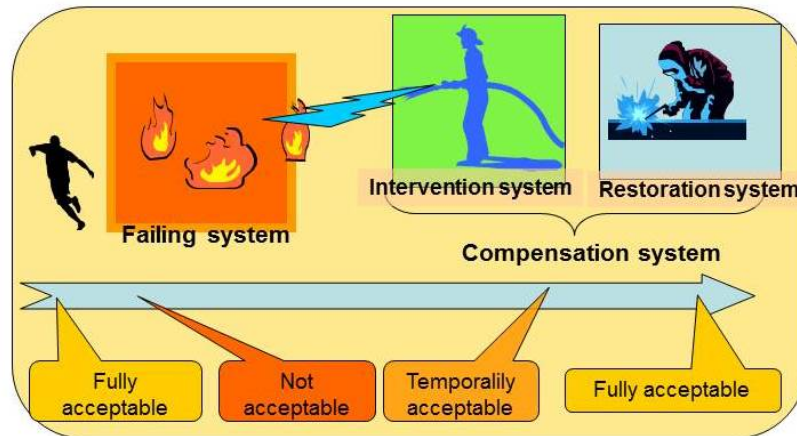 Intervention system
Restoration system
Failing system
Compensation system
Fully
acceptable
Not
acceptable
Temporalily
acceptable
Fully acceptable